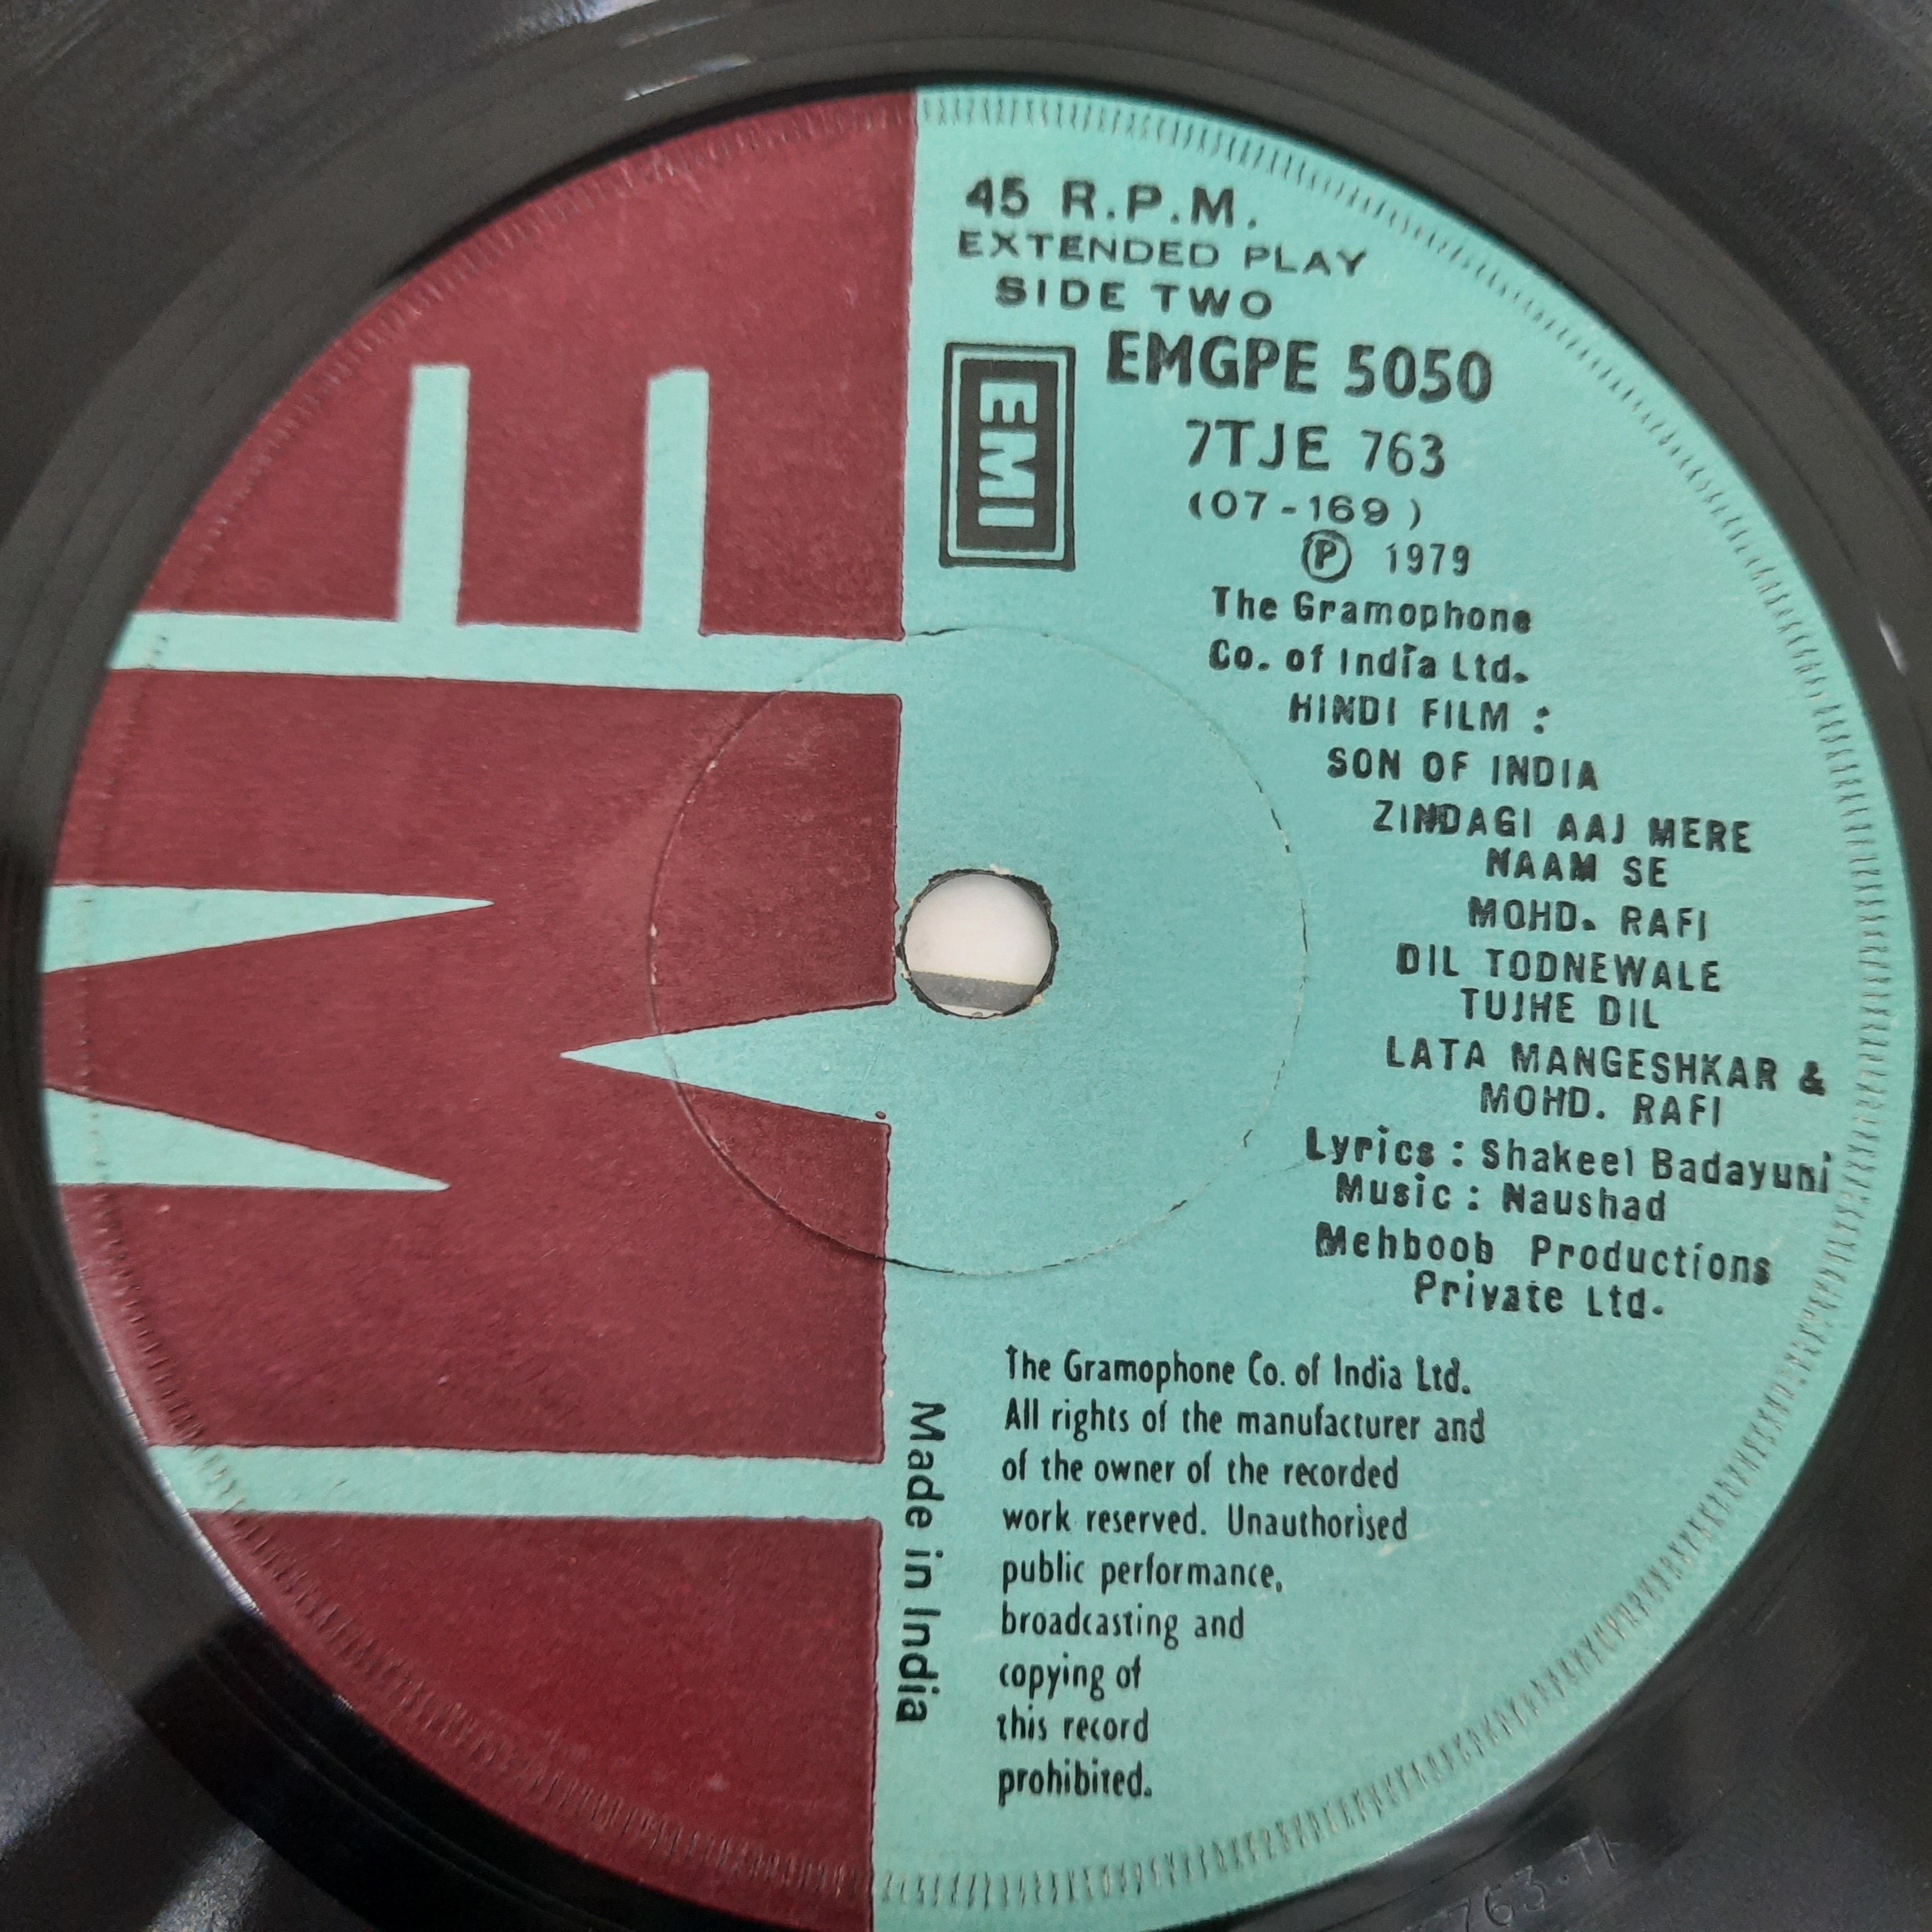 45 R.P.M.
EXTENDED PLAY
SIDE TWO
EMI
EMGPE 5050
7TJE 763
(07-169)
Ⓟ 1979
The Gramophone
Co. of India Ltd.
HINDI FILM :
SON OF INDIA
ZINDAGI AAJ MERE
NAAM SE
MOHD. RAFI
DIL TODNEWALE
TUJHE DIL
LATA MANGESHKAR &
MOHD. RAFI
Lyrics : Shakeel Badayuni
Music : Naushad
Mehboob Productions
Private Ltd.
The Gramophone Co. of India Ltd.
All rights of the manufacturer and
of the owner of the recorded
work reserved. Unauthorised
public performance,
broadcasting and
copying of
this record
prohibited.
Made in India
EMI